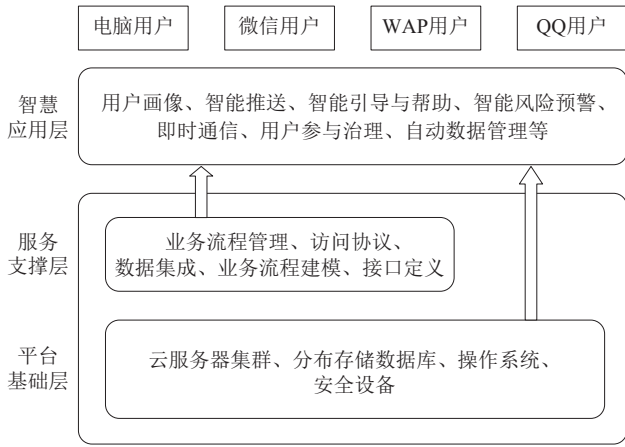 电脑用户 微信用户 WAP用户 QQ用户
智慧
应用层
用户画像、智能推送、智能引导与帮助、智能风险预警、
即时通信、用户参与治理、自动数据管理等
服务
支撑层
业务流程管理、访问协议、
数据集成、业务流程建模、接口定义
平台
基础层
云服务器集群、分布存储数据库、操作系统、
安全设备